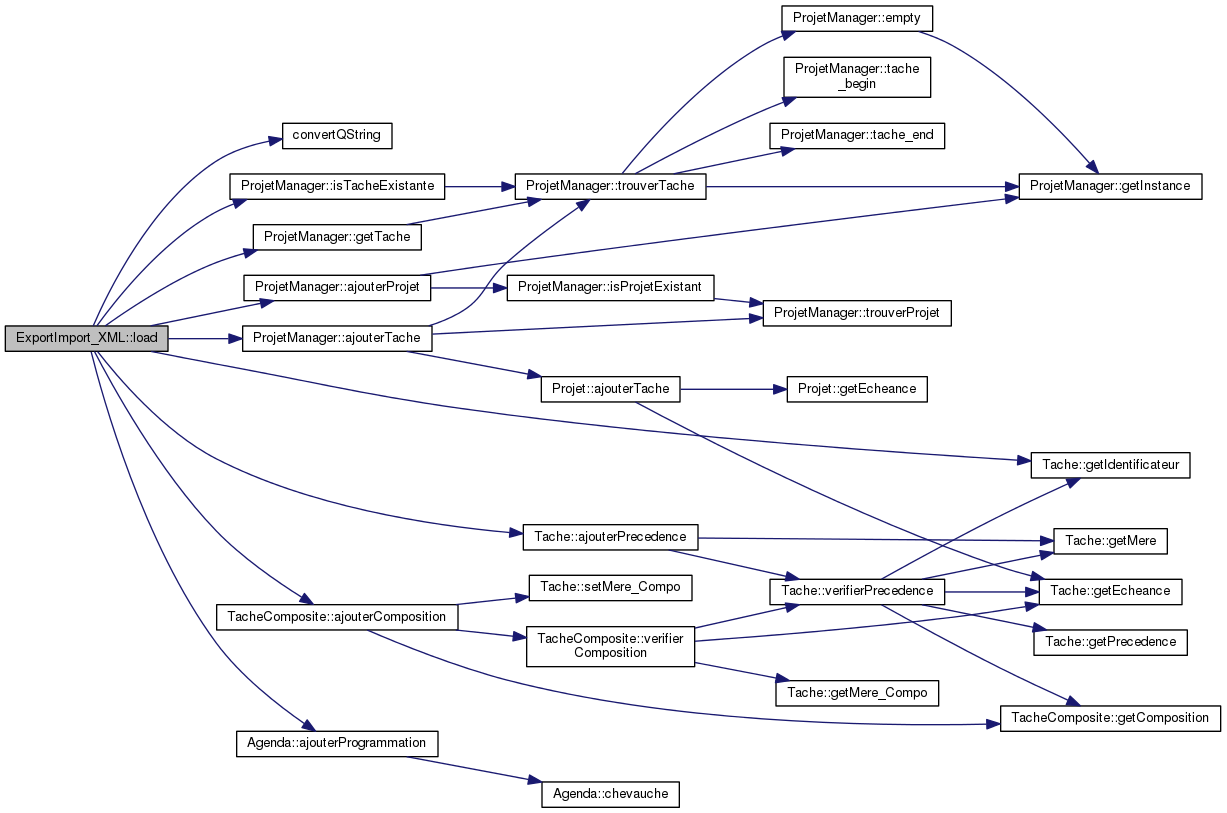 ProjetManager::empty
ProjetManager::tache
_begin
convertQString
ProjetManager::tache_end
ProjetManager::isTacheExistante
ProjetManager::trouverTache
ProjetManager::getInstance
ProjetManager::getTache
ProjetManager::ajouterProjet
ProjetManager::isProjetExistant
ProjetManager::trouverProjet
ExportImport_XML::load
ProjetManager::ajouterTache
Projet::ajouterTache
Projet::getEcheance
Tache::getIdentificateur
Tache::ajouterPrecedence
Tache::getMere
Tache::setMere_Compo
Tache::verifierPrecedence
Tache::getEcheance
TacheComposite::ajouterComposition
TacheComposite::verifier
Composition
Tache::getPrecedence
Tache::getMere_Compo
TacheComposite::getComposition
Agenda::ajouterProgrammation
Agenda::chevauche